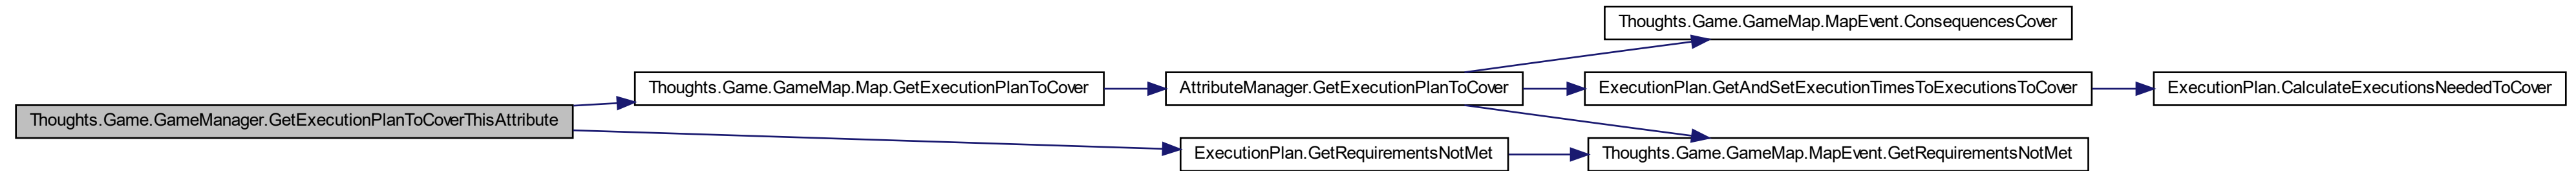 Thoughts.Game.GameMap.MapEvent.ConsequencesCover
Thoughts.Game.GameMap.Map.GetExecutionPlanToCover
AttributeManager.GetExecutionPlanToCover
ExecutionPlan.GetAndSetExecutionTimesToExecutionsToCover
ExecutionPlan.CalculateExecutionsNeededToCover
Thoughts.Game.GameManager.GetExecutionPlanToCoverThisAttribute
ExecutionPlan.GetRequirementsNotMet
Thoughts.Game.GameMap.MapEvent.GetRequirementsNotMet